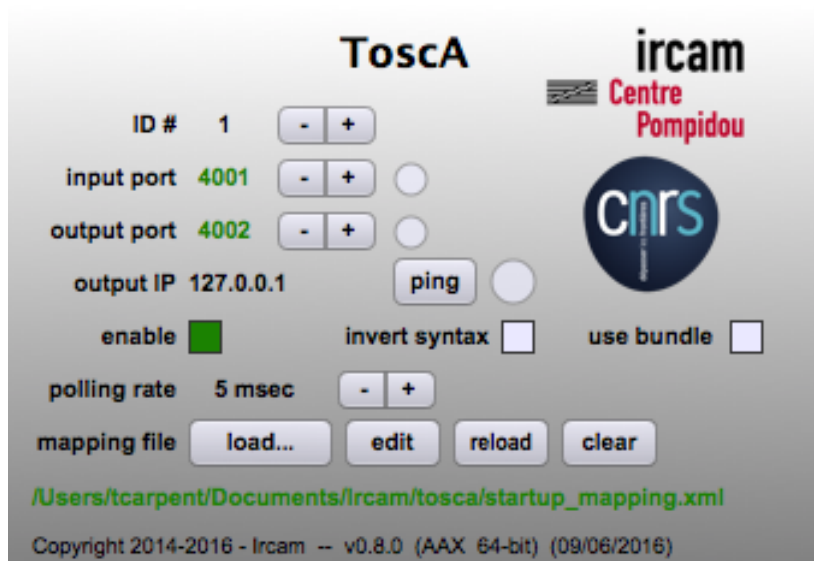 ToscA
ircam
Centre
Pompidou
ID # 1 - +
input port 4001 - +
output port 4002 - +
cnrs
output IP 127.0.0.1 ping
enable invert syntax use bundle
polling rate 5 msec - +
mapping file load... edit reload clear
/Users/tcarpent/Documents/Ircam/tosca/startup_mapping.xml
Copyright 2014-2016 - Ircam -- v0.8.0 (AAX 64-bit) (09/06/2016)